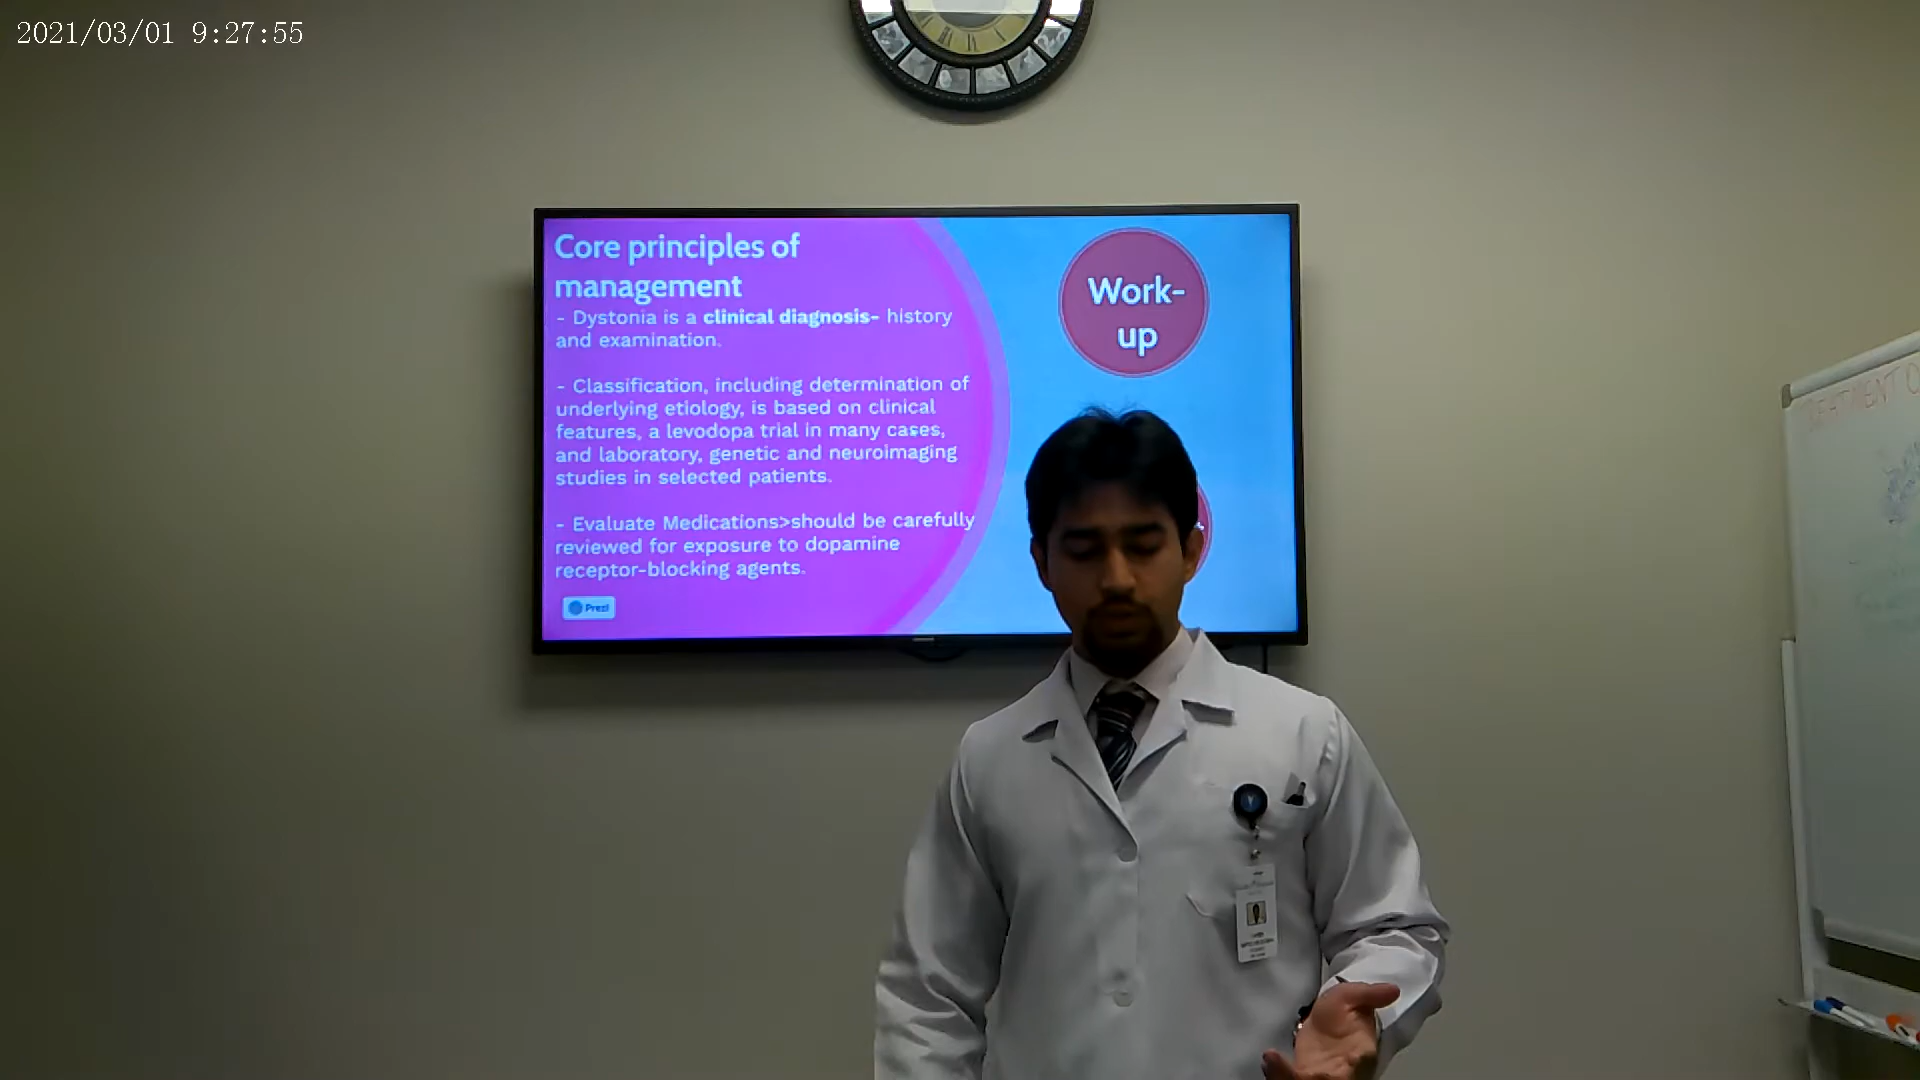 2021/03/01 9:27:55
Core principles of
management
- Dystonia is a clinical diagnosis- history
and examination.
- Classification, including determination of
underlying etiology, is based on clinical
features, a levodopa trial in many cases,
and laboratory, genetic and neuroimaging
studies in selected patients.
- Evaluate Medications>should be carefully
reviewed for exposure to dopamine
receptor-blocking agents.
Prezi
Work-
up